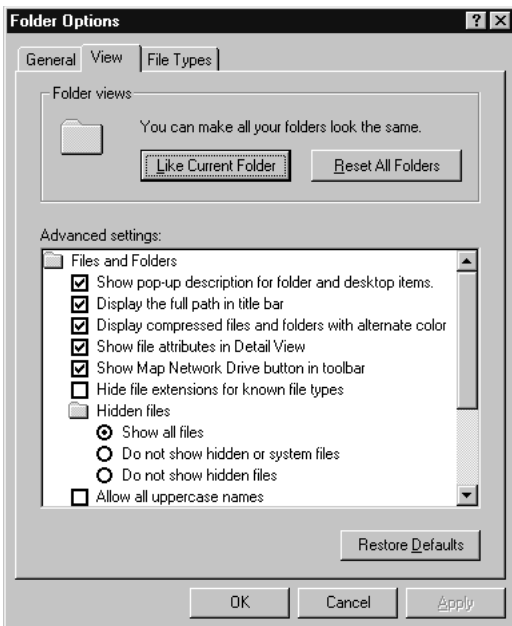 Folder Options
General View File Types
Folder views
You can make all your folders look the same.
Like Current Folder Reset All Folders
Advanced settings:
Files and Folders
Show pop-up description for folder and desktop items.
Display the full path in title bar
Display compressed files and folders with alternate color
Show file attributes in Detail View
Show Map Network Drive button in toolbar
Hide file extensions for known file types
Hidden files
Show all files
Do not show hidden or system files
Do not show hidden files
Allow all uppercase names
Restore Defaults
OK Cancel Apply